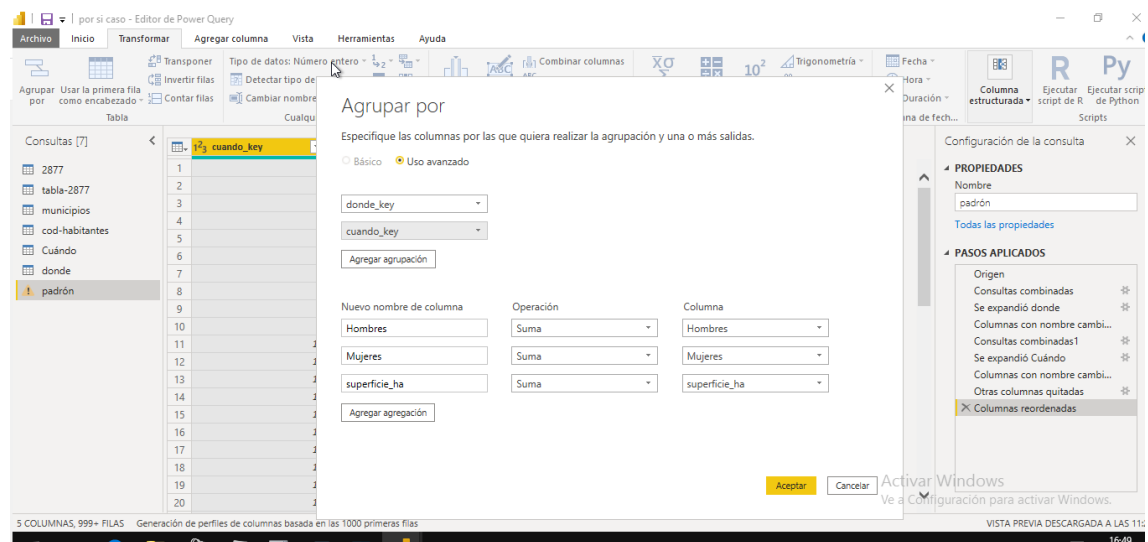 por si caso - Editor de Power Query
Archivo Inicio Transformar Agregar columna Vista Herramientas Ayuda
Agrupar por
Usar la primera fila como encabezado
Transponer
Invertir filas
Contar filas
Tabla
Tipo de datos: Número entero
Detectar tipo de
Cambiar nombre
Cualqu
Combinar columnas
Trigonometría
Fecha
Hora
Duración
na de fech...
Columna estructurada
Ejecutar script de R
Ejecutar scrip de Python
Scripts
Consultas [7]
2877
tabla-2877
municipios
cod-habitantes
Cuándo
donde
padrón
cuando_key
1
2
3
4
5
6
7
8
9
10
11
12
13
14
15
16
17
18
19
20
Agrupar por
Especifique las columnas por las que quiera realizar la agrupación y una o más salidas.
Básico Uso avanzado
donde_key
cuando_key
Agregar agrupación
Nuevo nombre de columna Operación Columna
Hombres Suma Hombres
Mujeres Suma Mujeres
superficie_ha Suma superficie_ha
Agregar agregación
Aceptar Cancelar
Configuración de la consulta
PROPIEDADES
Nombre
padrón
Todas las propiedades
PASOS APLICADOS
Origen
Consultas combinadas
Se expandió donde
Columnas con nombre cambi...
Consultas combinadas1
Se expandió Cuándo
Columnas con nombre cambi...
Otras columnas quitadas
Columnas reordenadas
Activar Windows
Ve a Configuración para activar Windows.
5 COLUMNAS, 999+ FILAS Generación de perfiles de columnas basada en las 1000 primeras filas
VISTA PREVIA DESCARGADA A LAS 11:2
16:49